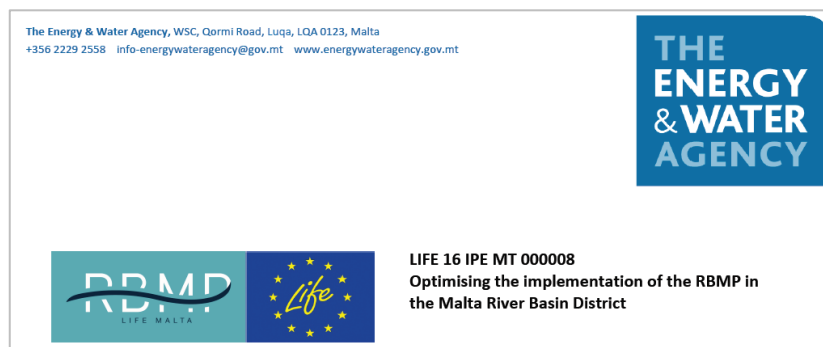 The Energy & Water Agency, WSC, Qormi Road, Luqa, LQA 0123, Malta
+356 2229 2558 info-energywateragency@gov.mt www.energywateragency.gov.mt
THE
ENERGY
& WATER
AGENCY
RBMP
LIFE MALTA
Life
LIFE 16 IPE MT 000008
Optimising the implementation of the RBMP in
the Malta River Basin District